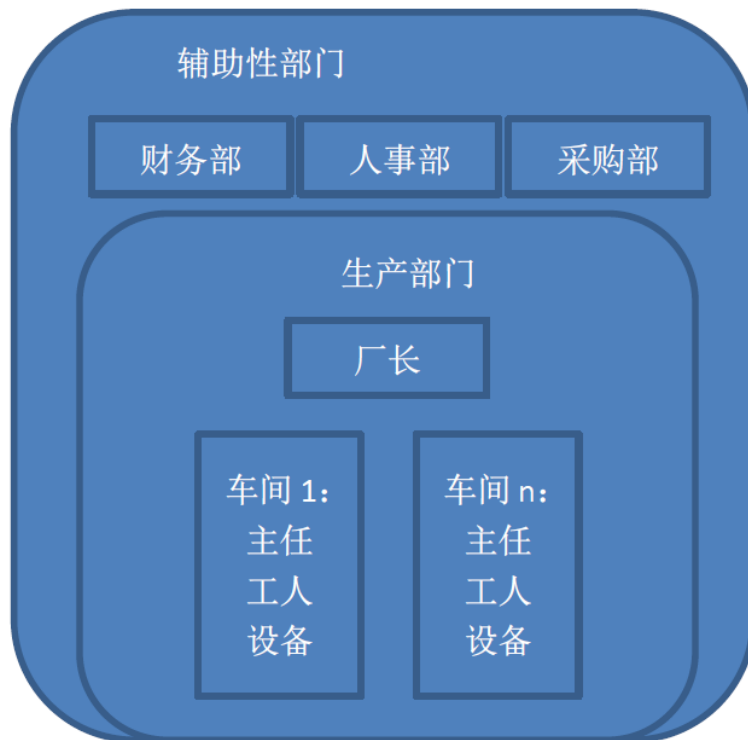 辅助性部门
财务部
人事部
采购部
生产部门
厂长
车间 1：
主任
工人
设备
车间 n：
主任
工人
设备